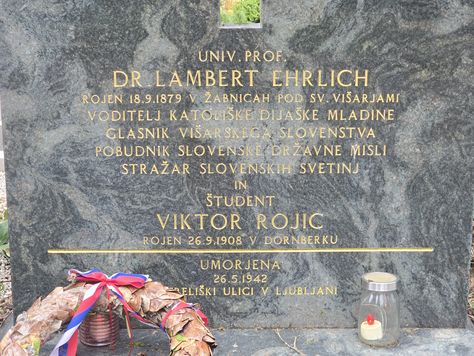 UNIV. PROF.
DR. LAMBERT EHRLICH
ROJEN 18.9.1879 V ŽABNICAH POD SV. VIŠARJAMI
VODITELJ KATOLIŠKE DIJAŠKE MLADINE
GLASNIK VIŠARSKEGA SLOVENSTVA
POBUDNIK SLOVENSKE DRŽAVNE MISLI
STRAŽAR SLOVENSKIH SVETINJ
IN
ŠTUDENT
VIKTOR ROJIC
ROJEN 26.9.1908 V DORNBERKU
UMORJENA
26.5.1942
ULICI V LJUBLJANI